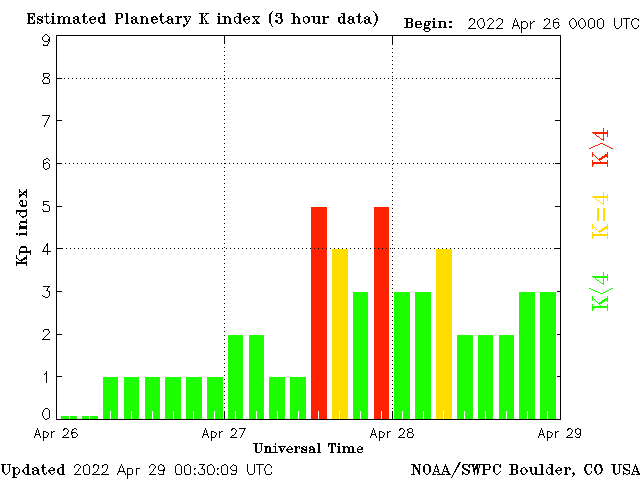 Estimated Planetary K index (3 hour data) Begin: 2022 Apr 26 0000 UTC
9
8
7
6
5
4
3
2
1
0
Kp index
K>4
K=4
K<4
Apr 26 Apr 27 Apr 28 Apr 29
Universal Time
Updated 2022 Apr 29 00:30:09 UTC NOAA/SWPC Boulder, CO USA